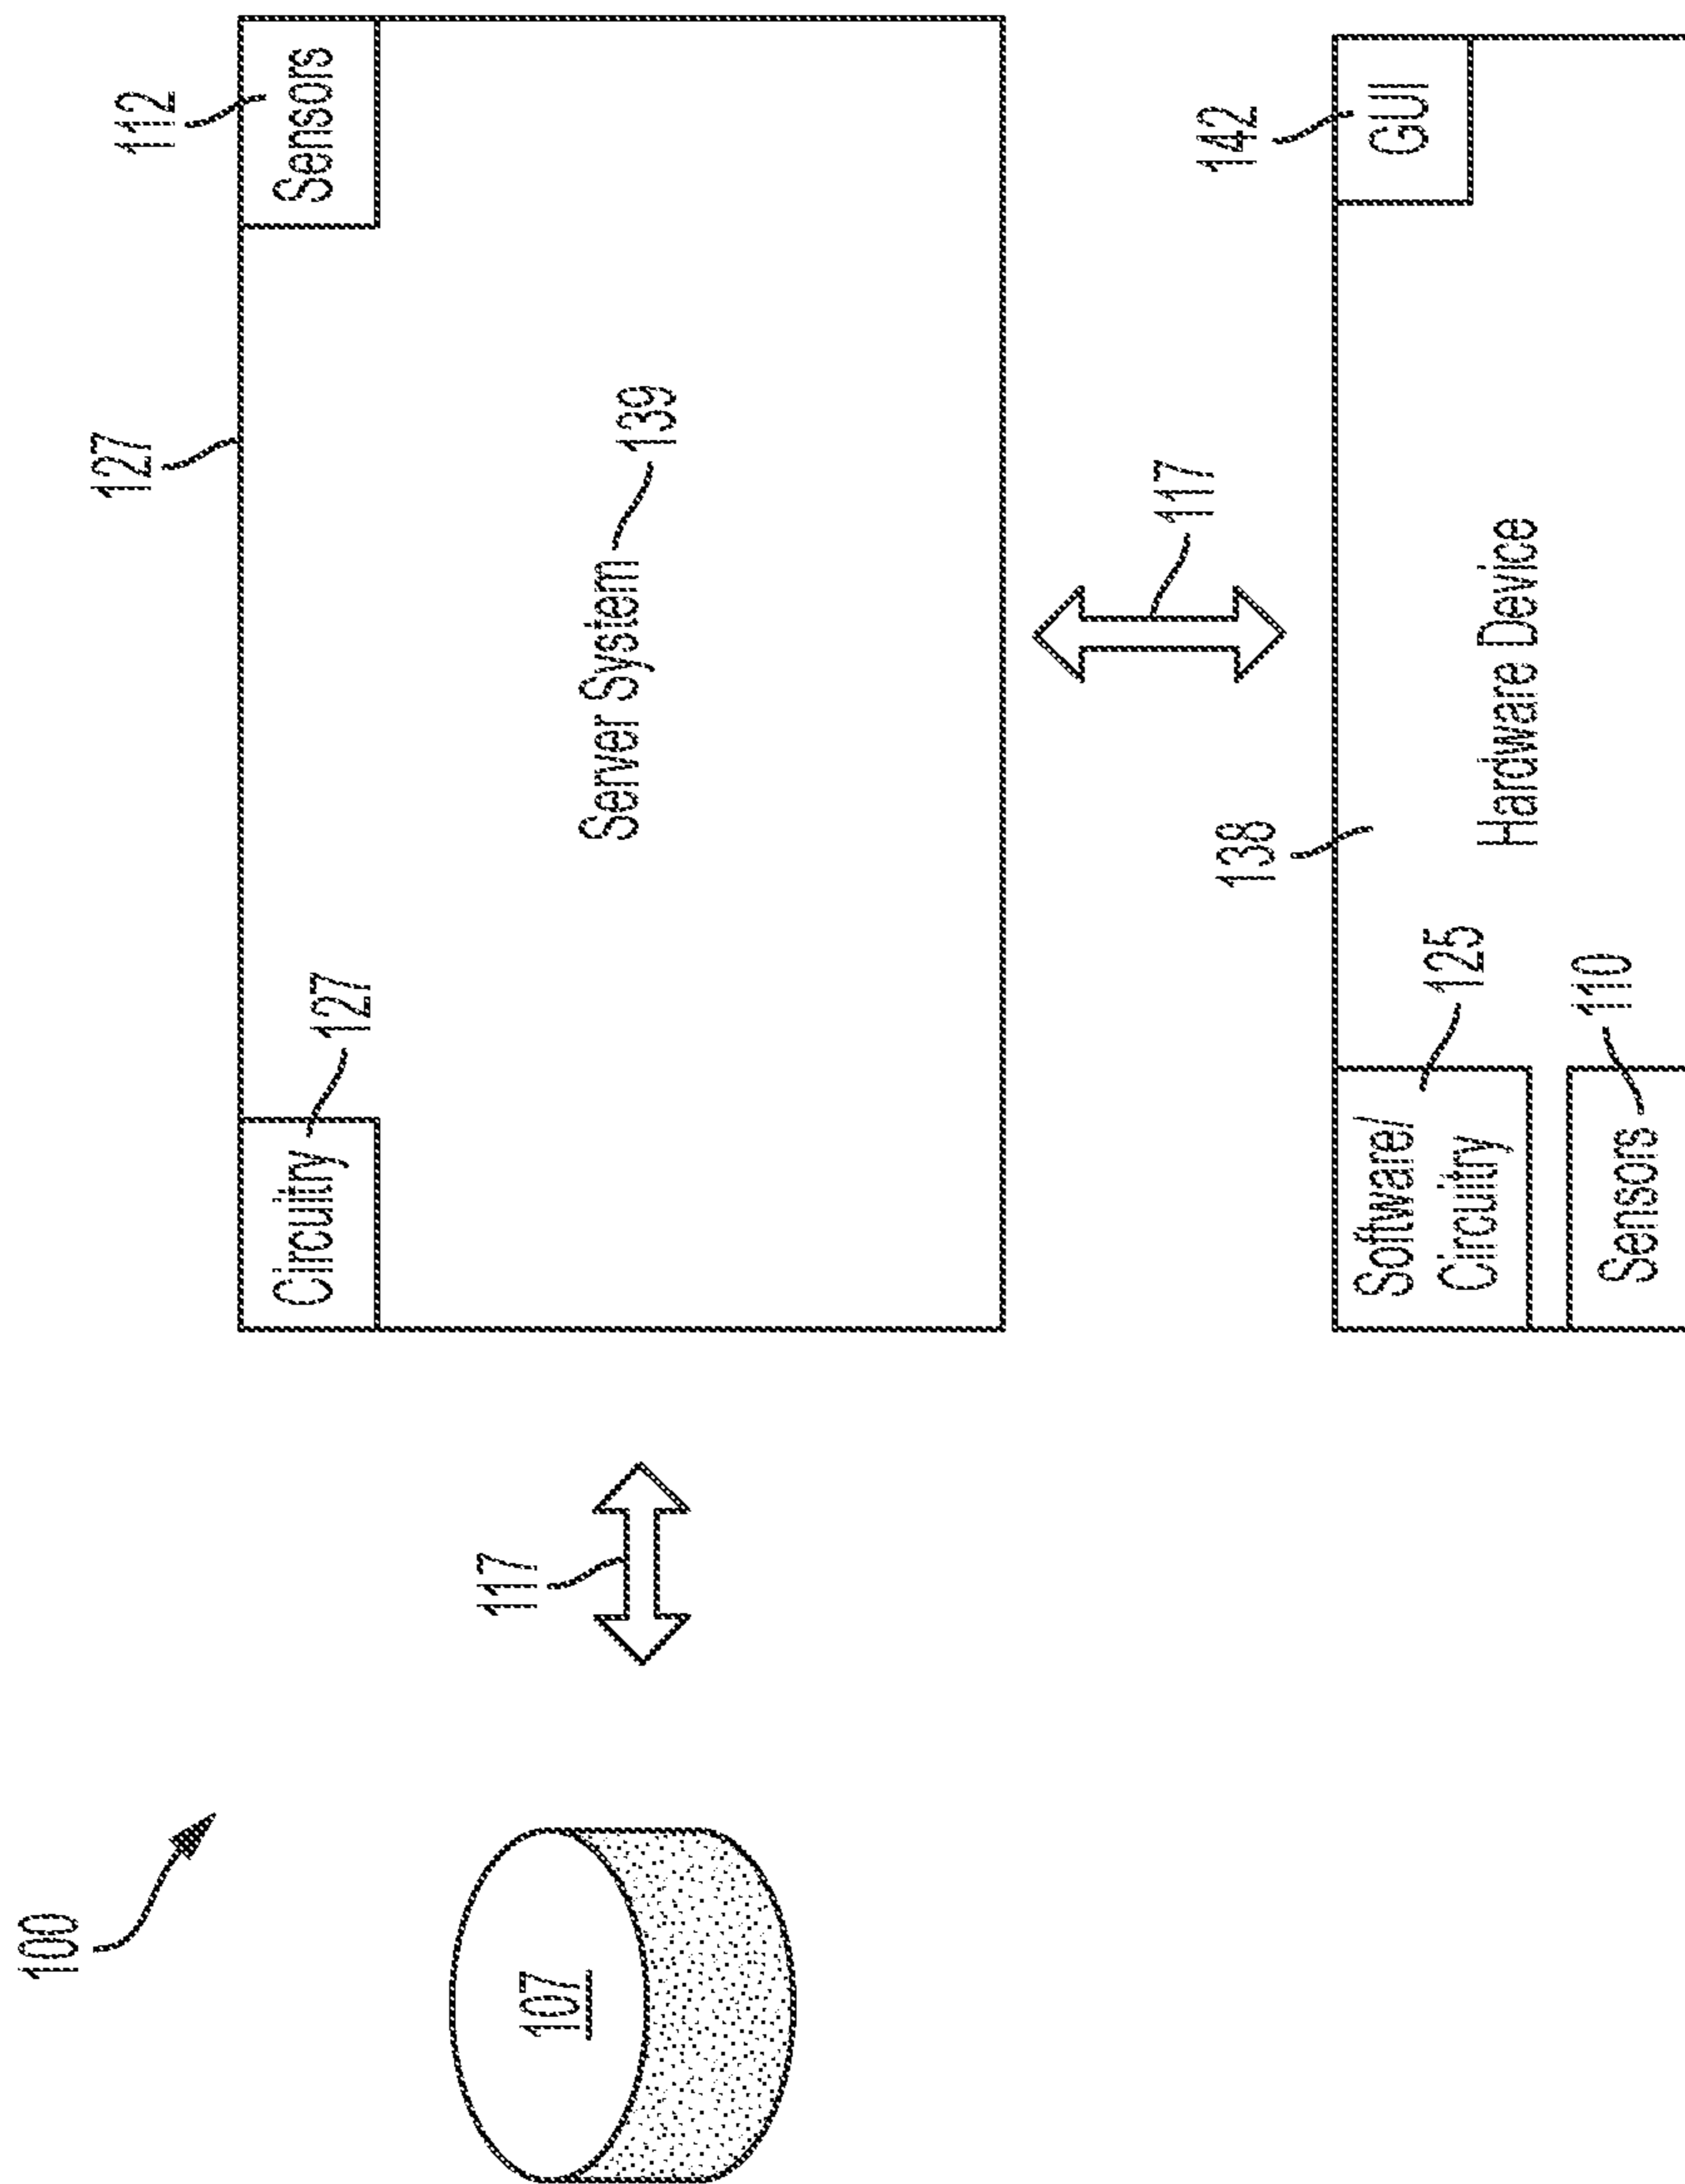 100
107
117
127
112
Circuitry
127
Sensors
Server System
139
117
138
142
Software/
Circuitry
125
GUI
Hardware Device
Sensors
110